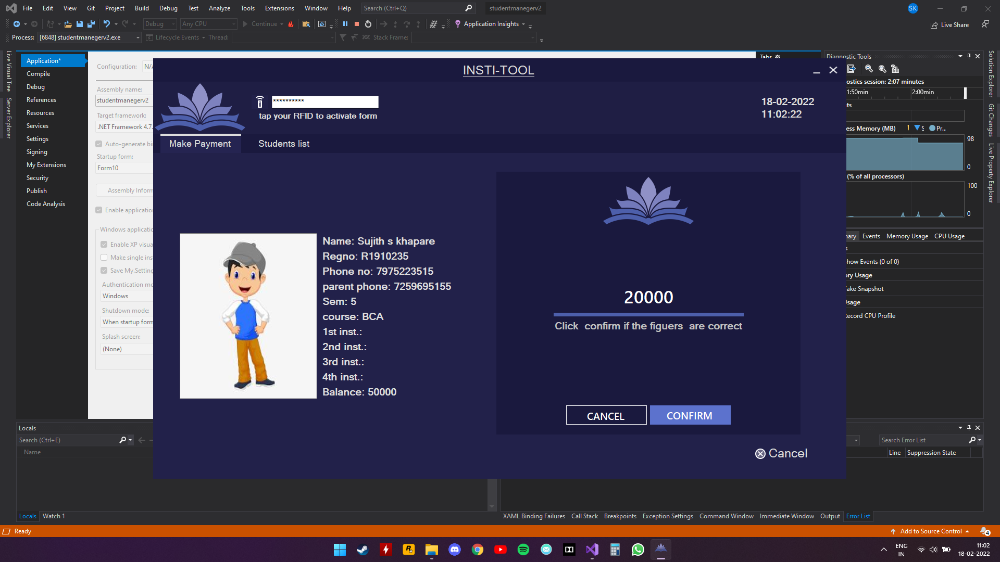 File Edit View Git Project Build Debug Test Analyze Tools Extensions Window Help Search (Ctrl+Q) studentmanegerv2 SK
Debug Any CPU Continue Application Insights Live Share
Process: [6848] studentmanegerv2.exe Lifecycle Events Thread: Stack Frame:
Live Visual Tree
Server Explorer
Application*
Compile
Debug
References
Resources
Services
Settings
Signing
My Extensions
Security
Publish
Code Analysis
Configuration: N/A
Assembly name:
studentmanegerv2
Target framework:
.NET Framework 4.7.
Auto-generate bin
Startup form:
Form10
Assembly Inform
Enable application
Windows applicatio
Enable XP visua
Make single inst
Save My.Setting
Authentication mo
Windows
Shutdown mode:
When startup form
Splash screen:
(None)
INSTI-TOOL
**********
tap your RFID to activate form
18-02-2022
11:02:22
Make Payment Students list
Name: Sujith s khapare
Regno: R1910235
Phone no: 7975223515
parent phone: 7259695155
Sem: 5
course: BCA
1st inst.:
2nd inst.:
3rd inst.:
4th inst.:
Balance: 50000
20000
Click confirm if the figuers are correct
CANCEL CONFIRM
Cancel
Tabs
Diagnostic Tools
ostics session: 2:07 minutes
1:50min 2:00min
ts
ess Memory (MB) S Pr...
98
0
(% of all processors)
100
0
nary Events Memory Usage CPU Usage
s
how Events (0 of 0)
ory Usage
ake Snapshot
Usage
Record CPU Profile
Solution Explorer
Git Changes
Live Property Explorer
Locals
Search (Ctrl+E)
Name
Locals Watch 1
Search Error List
Line Suppression State
XAML Binding Failures Call Stack Breakpoints Exception Settings Command Window Immediate Window Output Error List
Ready
Add to Source Control 4
ENG
IN
11:02
18-02-2022